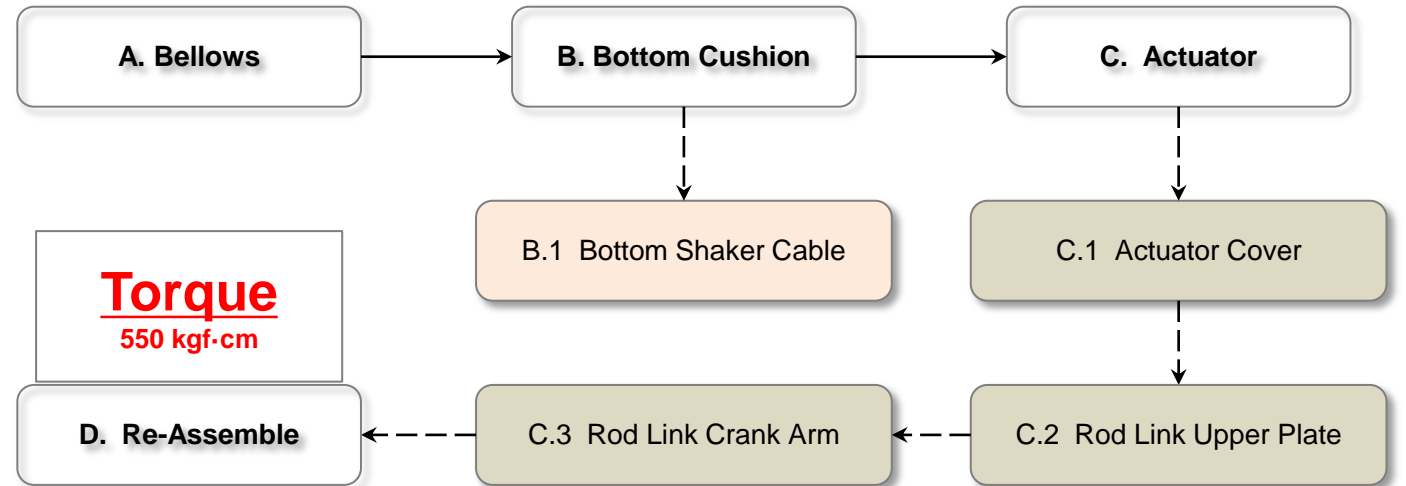 A. Bellows
B. Bottom Cushion
C. Actuator
B.1 Bottom Shaker Cable
C.1 Actuator Cover
Torque
550 kgf·cm
D. Re-Assemble
C.3 Rod Link Crank Arm
C.2 Rod Link Upper Plate